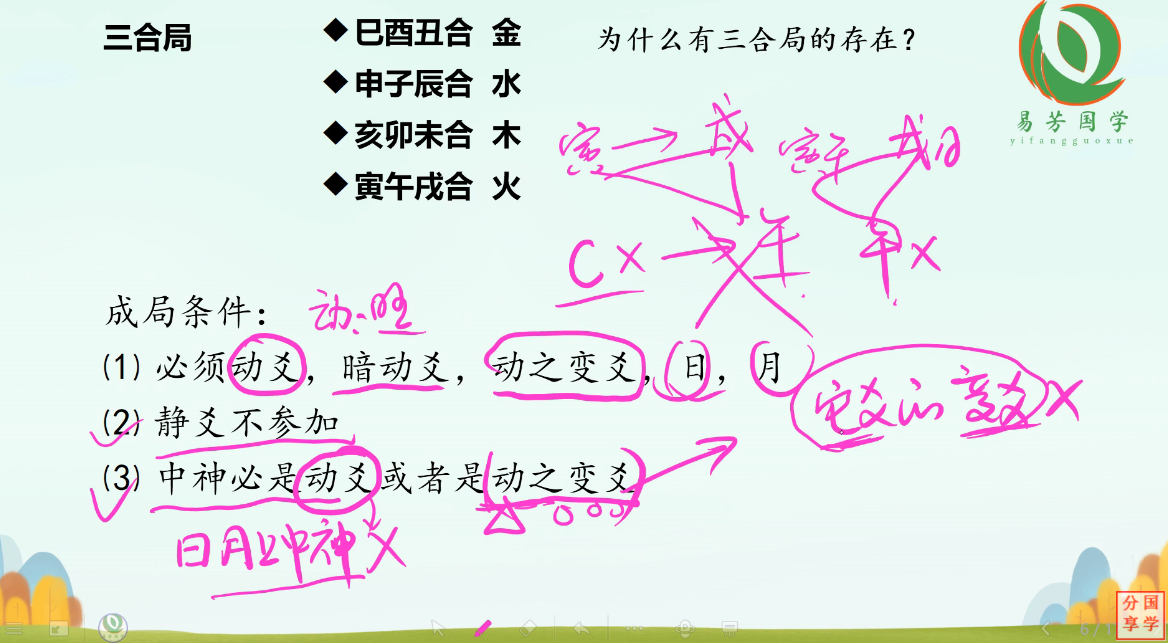 三合局
◆巳酉丑合 金
◆申子辰合 水
◆亥卯未合 木
◆寅午戌合 火
为什么有三合局的存在？
易芳国学
yifangguoxue
寅 → 戌
寅午 戌日
C X → 午
午 X
成局条件： 动：旺
(1) 必须动爻，暗动爻，动之变爻，日，月
变爻 X
(2) 静爻不参加
(3) 中神必是动爻或者是动之变爻
日月上中神 X
分国
享学